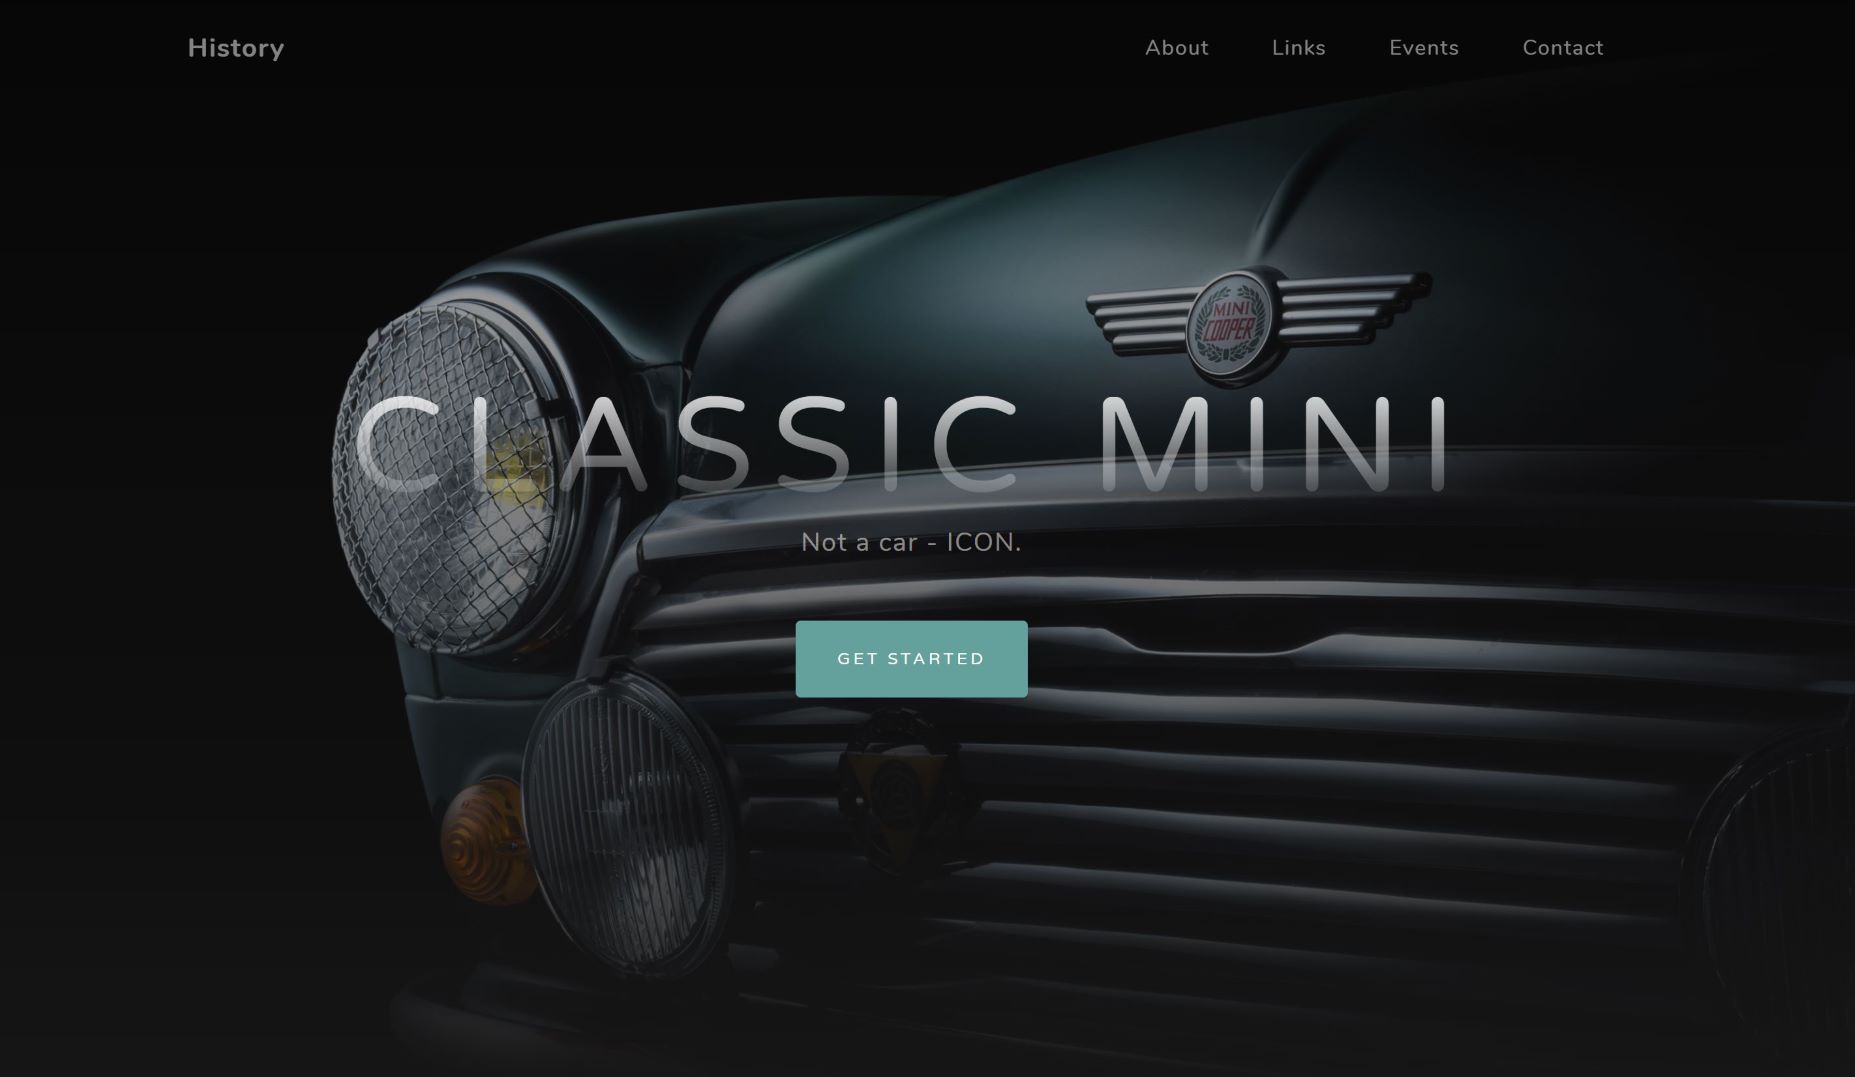 History
About
Links
Events
Contact
MINI
COOPER
CLASSIC MINI
Not a car - ICON.
GET STARTED